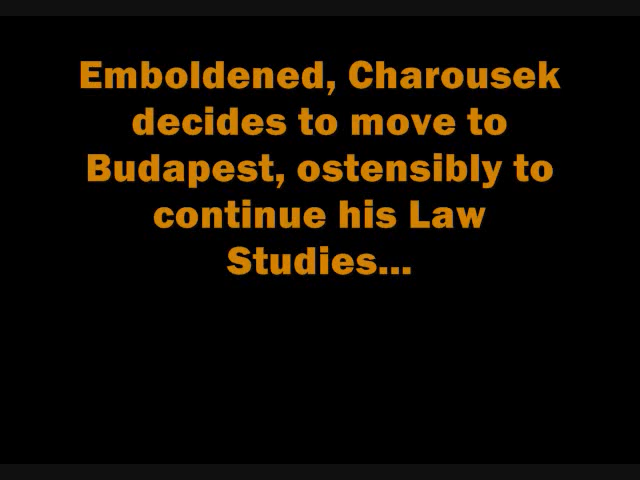 Emboldened, Charousek
decides to move to
Budapest, ostensibly to
continue his Law
Studies...